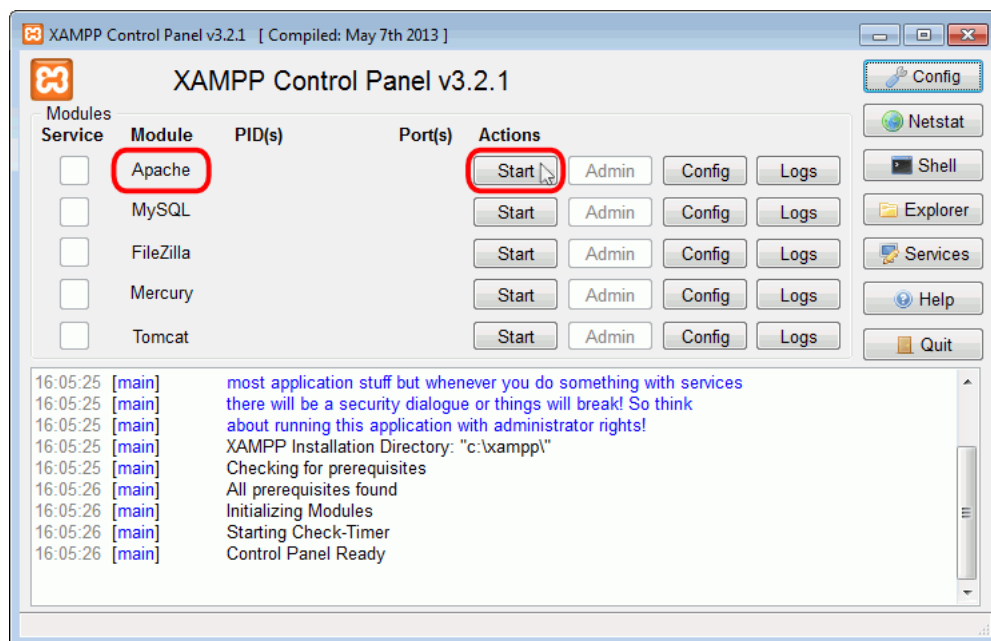 XAMPP Control Panel v3.2.1 [ Compiled: May 7th 2013 ]
XAMPP Control Panel v3.2.1
Config
Modules
Service Module PID(s) Port(s) Actions
Netstat
Apache Start Admin Config Logs
Shell
MySQL Start Admin Config Logs
Explorer
FileZilla Start Admin Config Logs
Services
Mercury Start Admin Config Logs
Help
Tomcat Start Admin Config Logs
Quit
16:05:25 [main] most application stuff but whenever you do something with services
16:05:25 [main] there will be a security dialogue or things will break! So think
16:05:25 [main] about running this application with administrator rights!
16:05:25 [main] XAMPP Installation Directory: "c:\xampp\"
16:05:25 [main] Checking for prerequisites
16:05:26 [main] All prerequisites found
16:05:26 [main] Initializing Modules
16:05:26 [main] Starting Check-Timer
16:05:26 [main] Control Panel Ready